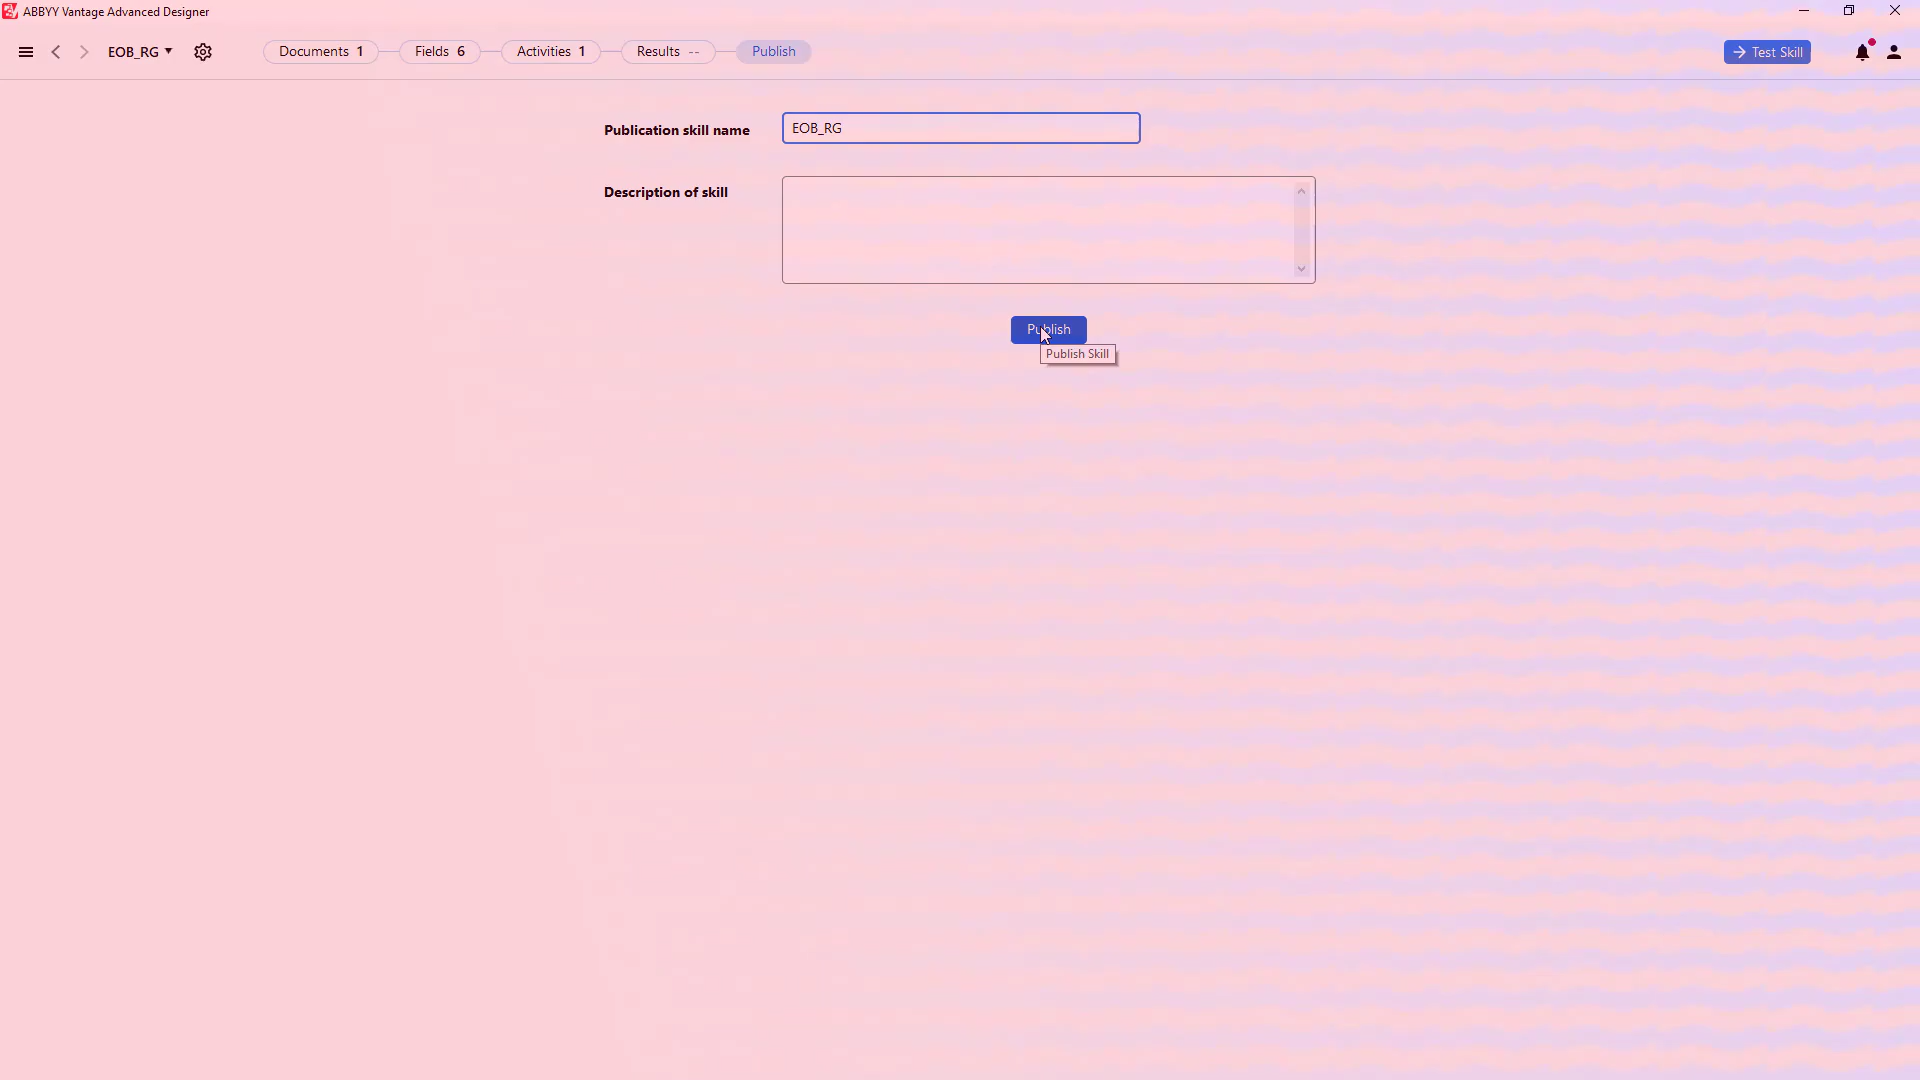 ABBYY Vantage Advanced Designer
EOB_RG
Documents 1
Fields 6
Activities 1
Results --
Publish
Test Skill
Publication skill name
EOB_RG
Description of skill
Publish
Publish Skill